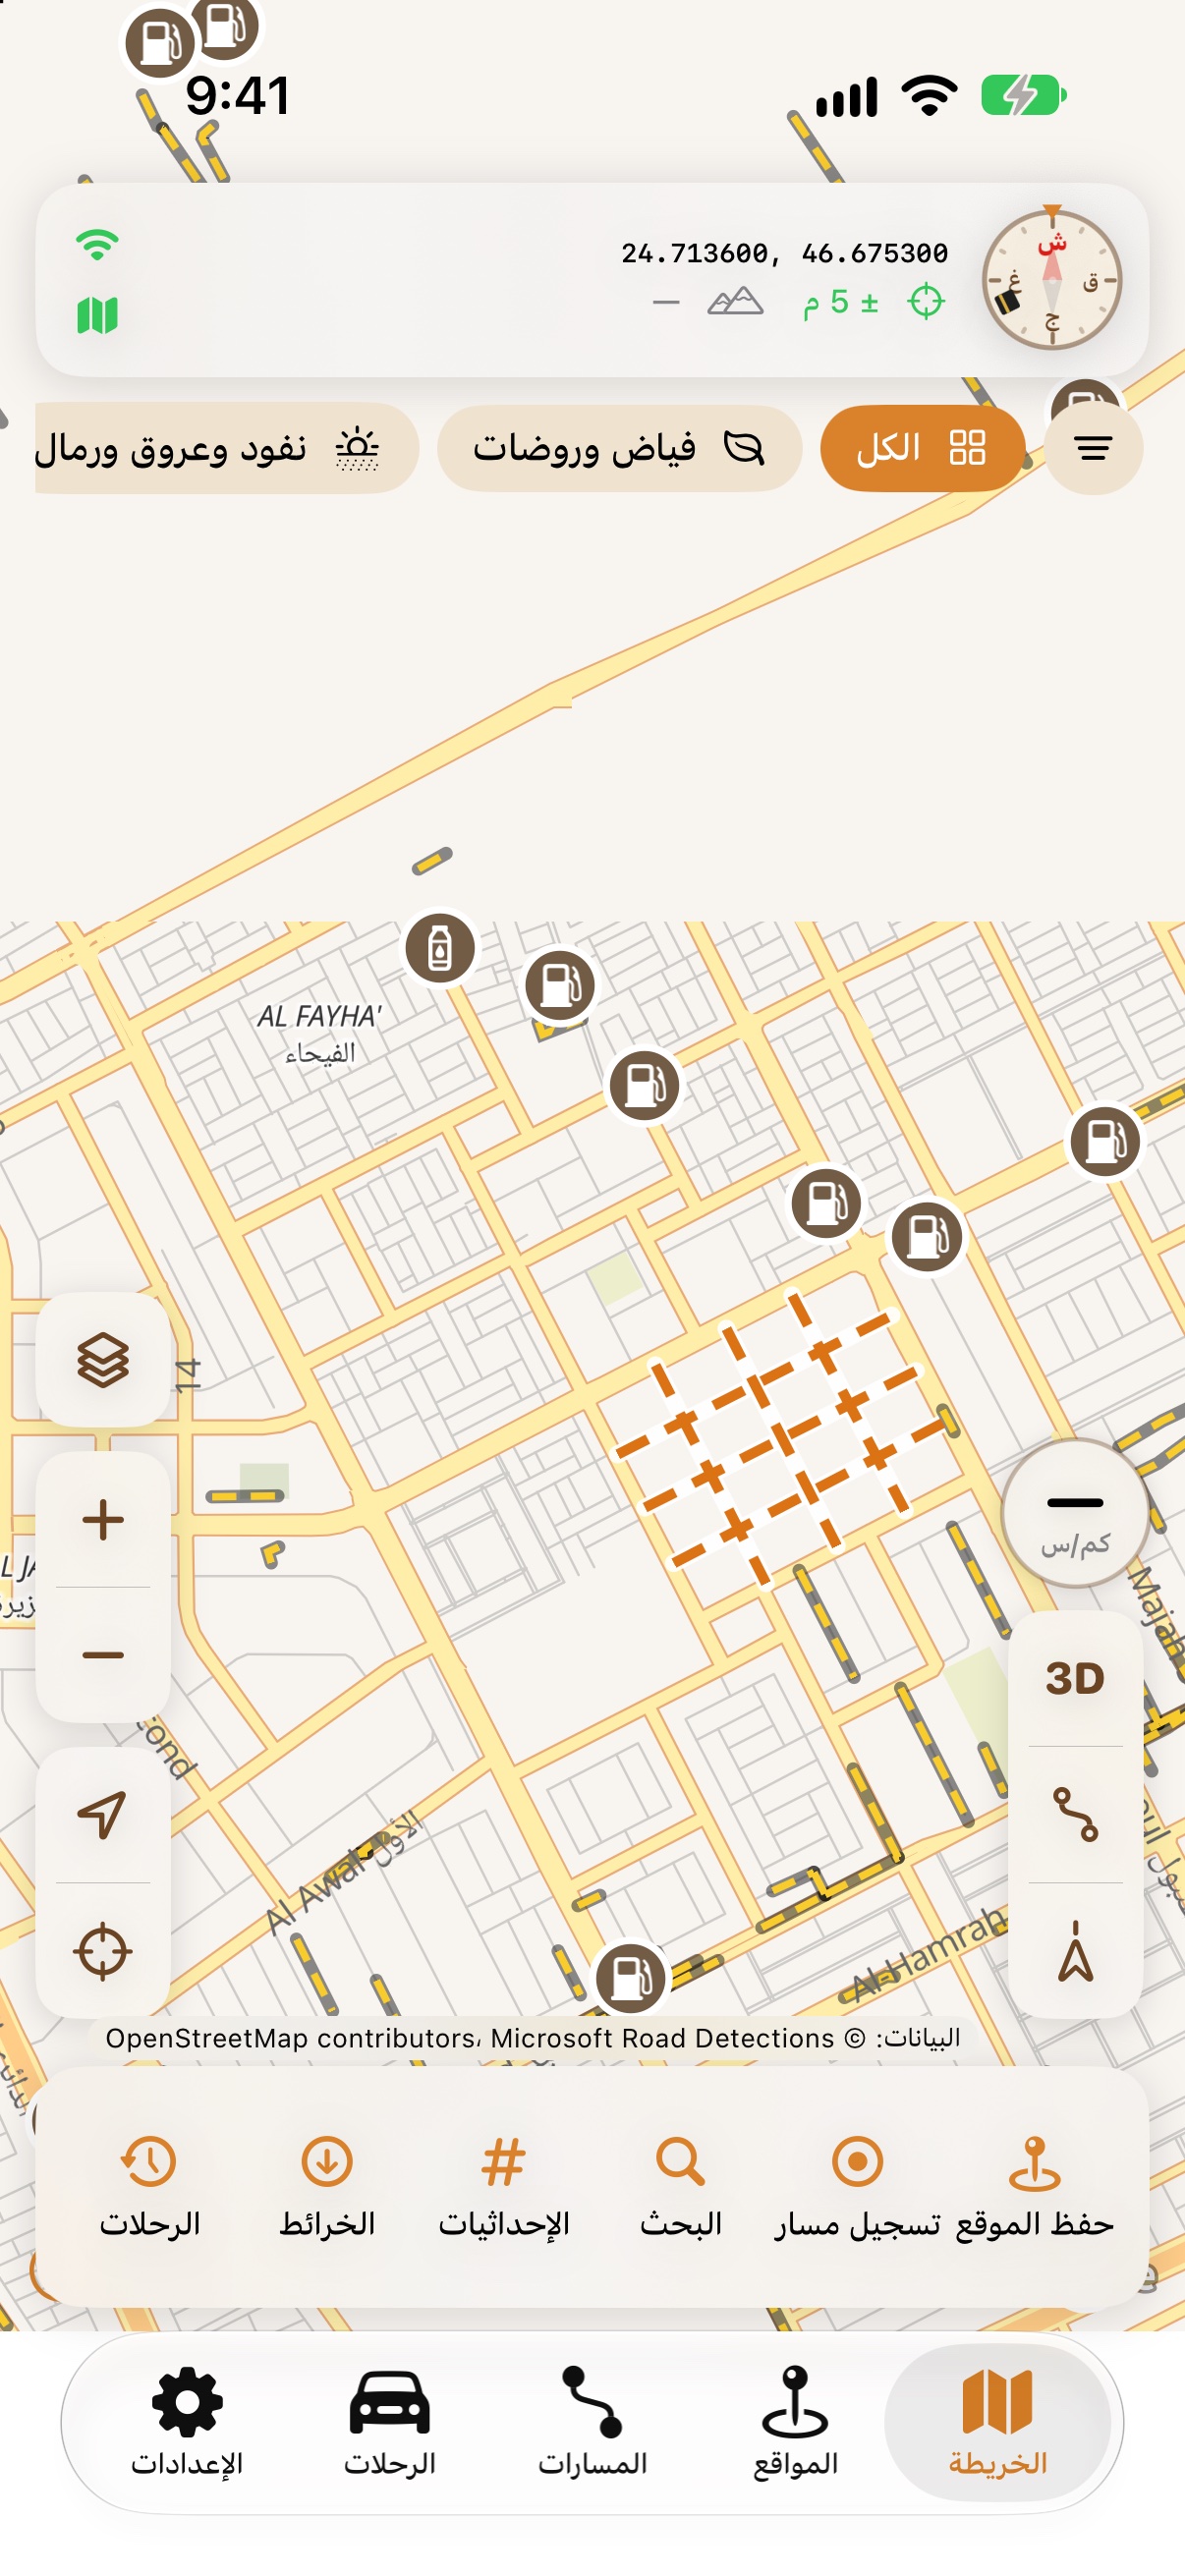 9:41
24.713600, 46.675300
± 5 م
—
ش
ق
غ
ج
الكل
فياض وروضات
نفود وعروق ورمال
AL FAYHA'
الفيحاء
14
كم/س
3D
Al Awal الأول
Al Hamrah
البيانات: © OpenStreetMap contributors، Microsoft Road Detections
حفظ الموقع
تسجيل مسار
البحث
الإحداثيات
الخرائط
الرحلات
الخريطة
المواقع
المسارات
الرحلات
الإعدادات